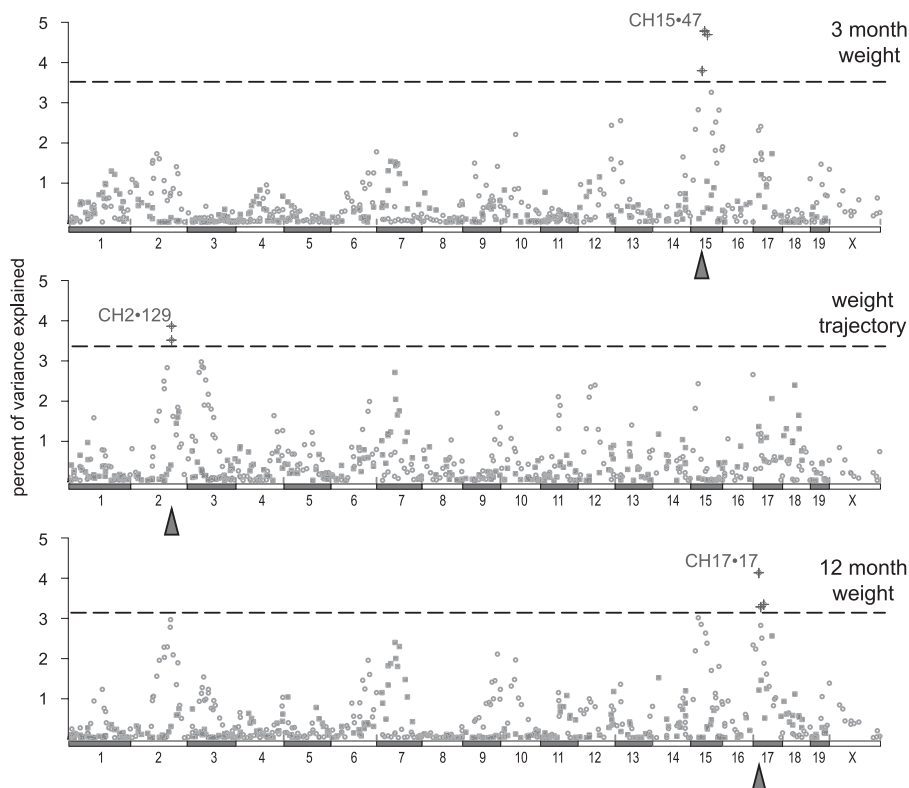 5
CH15•47
3 month
weight
4
3
2
1
1 2 3 4 5 6 7 8 9 10 11 12 13 14 15 16 17 18 19 X
percent of variance explained
5
CH2•129
weight
trajectory
4
3
2
1
1 2 3 4 5 6 7 8 9 10 11 12 13 14 15 16 17 18 19 X
5
CH17•17
12 month
weight
4
3
2
1
1 2 3 4 5 6 7 8 9 10 11 12 13 14 15 16 17 18 19 X